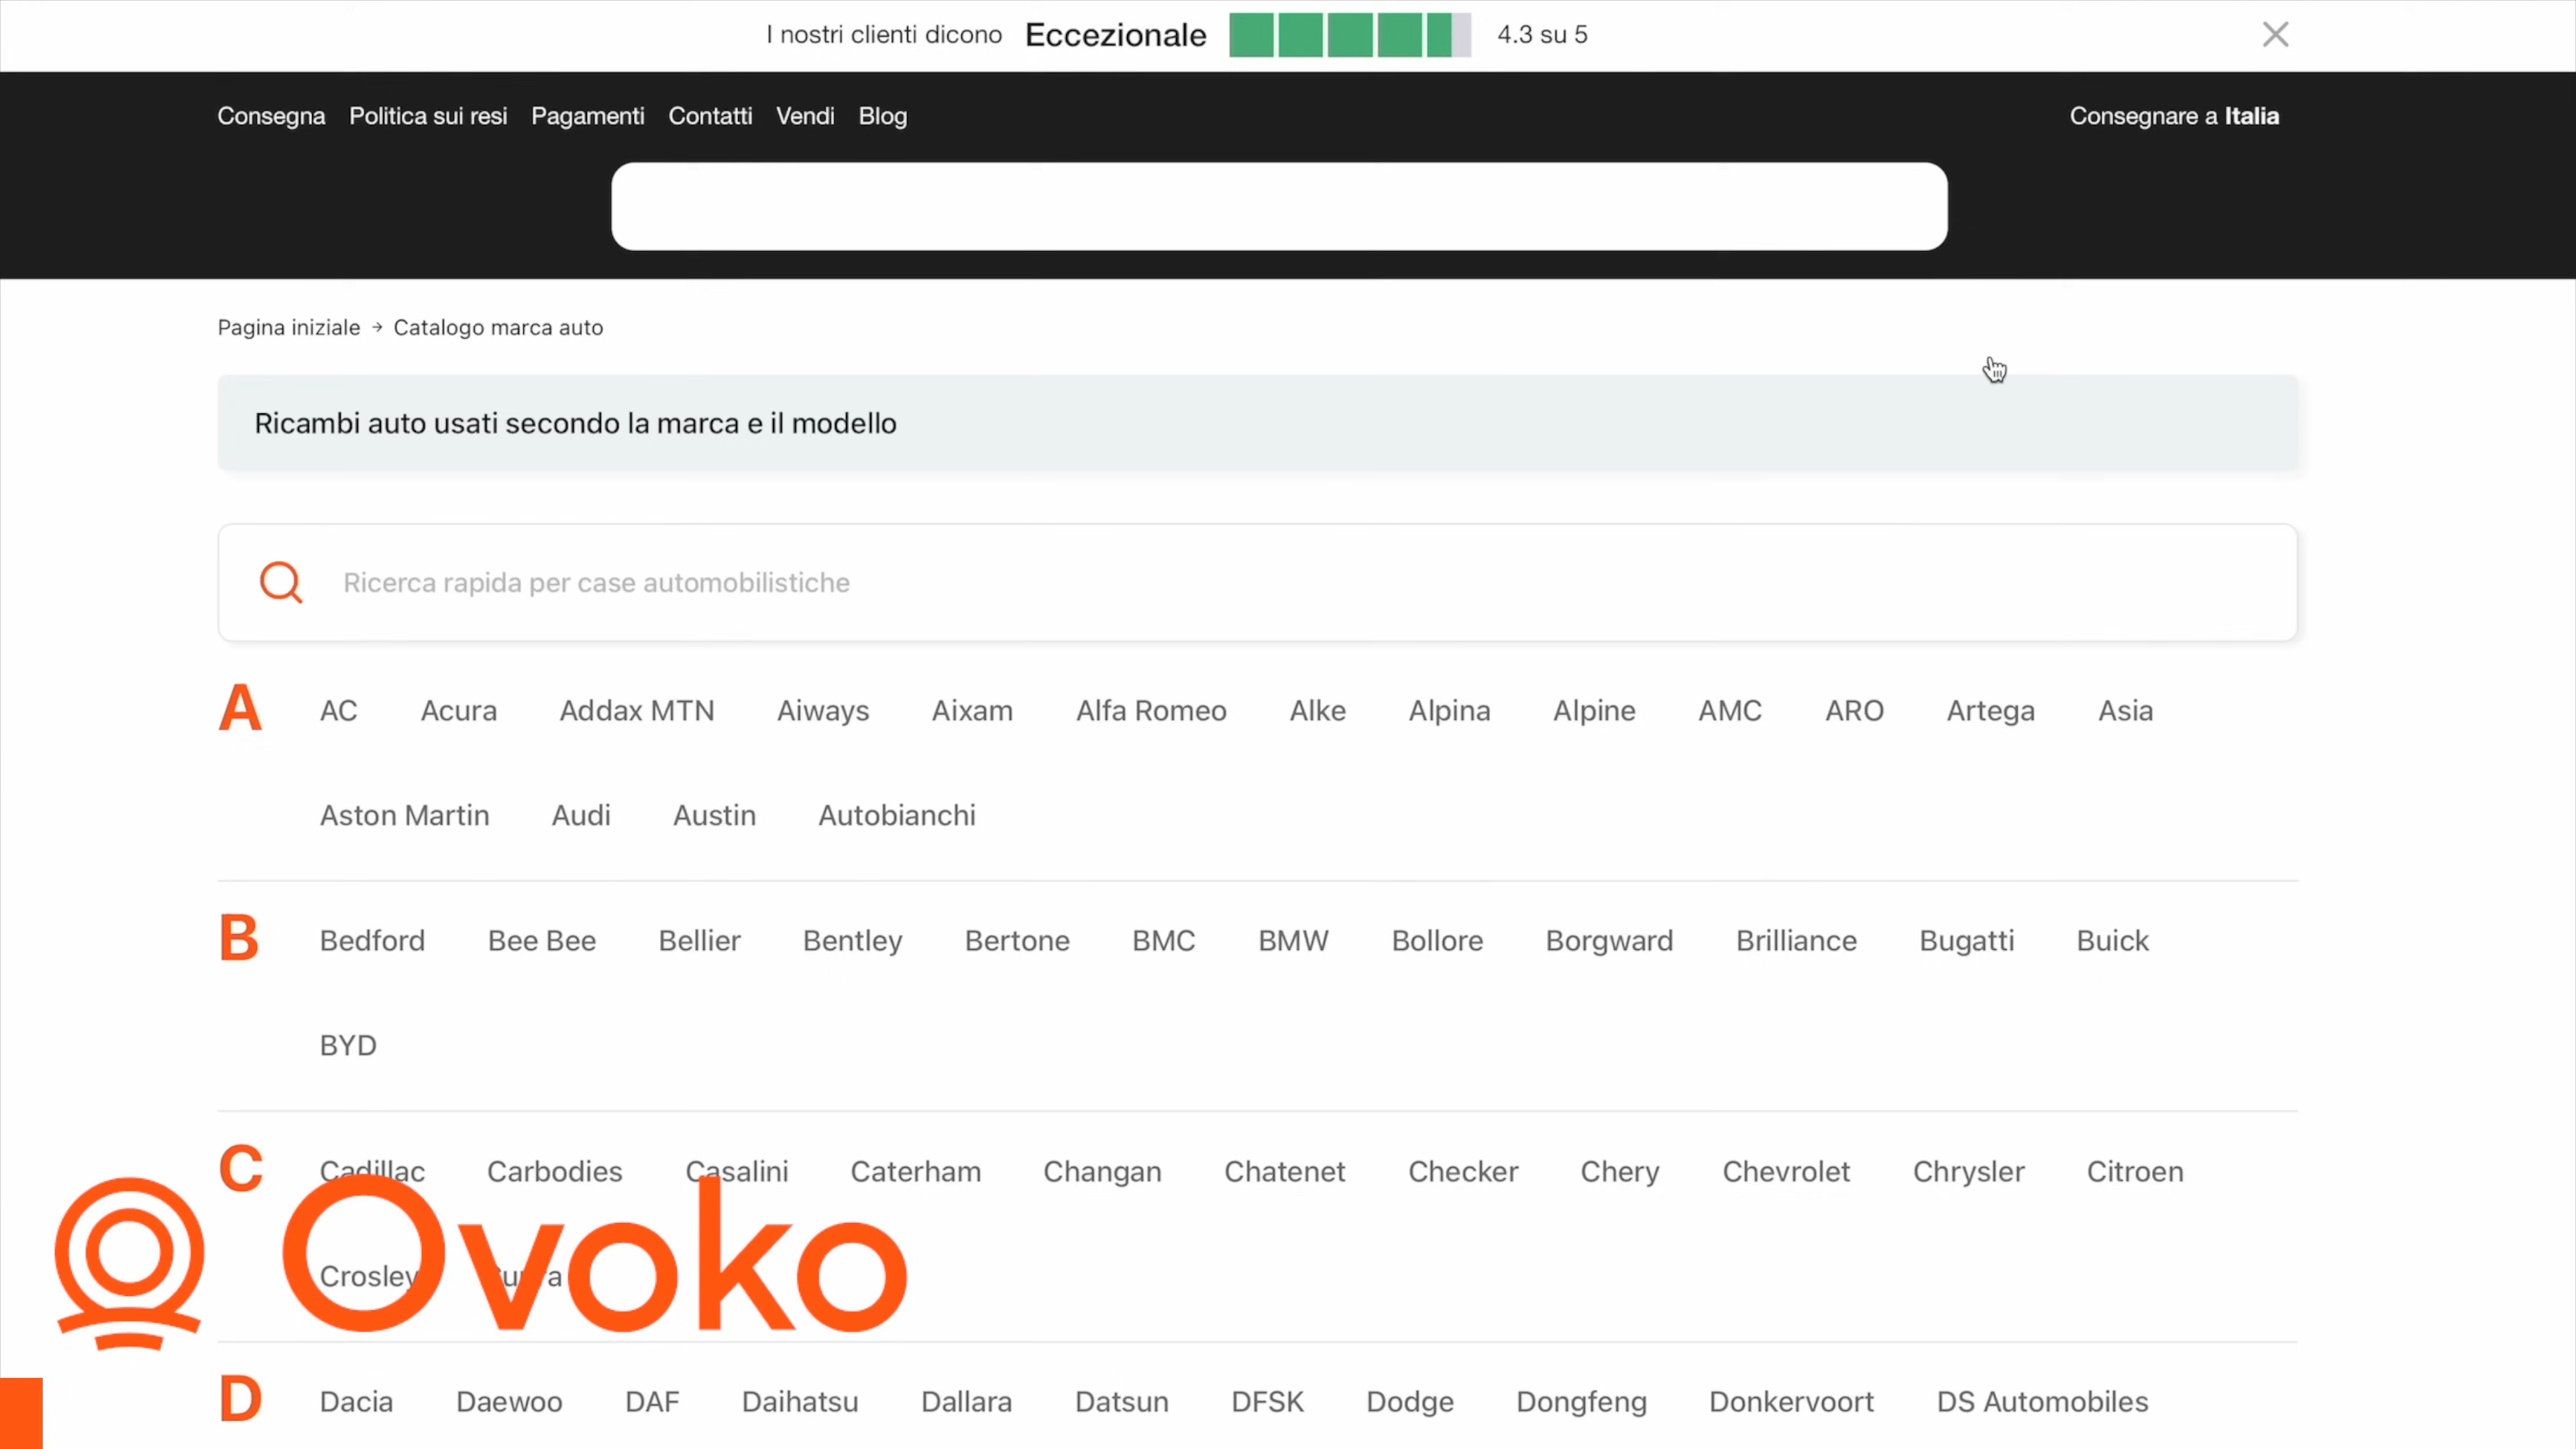 I nostri clienti dicono Eccezionale 4.3 su 5
Consegna Politica sui resi Pagamenti Contatti Vendi Blog Consegnare a Italia
Pagina iniziale → Catalogo marca auto
Ricambi auto usati secondo la marca e il modello
Ricerca rapida per case automobilistiche
A AC Acura Addax MTN Aiways Aixam Alfa Romeo Alke Alpina Alpine AMC ARO Artega Asia
Aston Martin Audi Austin Autobianchi
B Bedford Bee Bee Bellier Bentley Bertone BMC BMW Bollore Borgward Brilliance Bugatti Buick
BYD
C Cadillac Carbodies Casalini Caterham Changan Chatenet Checker Chery Chevrolet Chrysler Citroen
Crosley
Ovoko
D Dacia Daewoo DAF Daihatsu Dallara Datsun DFSK Dodge Dongfeng Donkervoort DS Automobiles